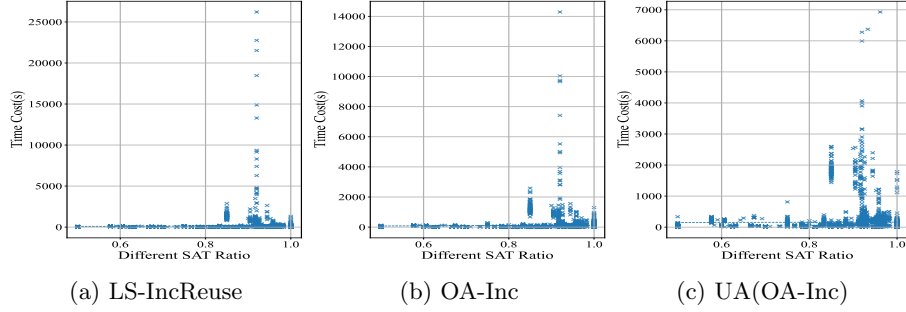 25000
20000
15000
10000
5000
0
Time Cost(s)
0.6 0.8 1.0
Different SAT Ratio
(a) LS-IncReuse
14000
12000
10000
8000
6000
4000
2000
0
Time Cost(s)
0.6 0.8 1.0
Different SAT Ratio
(b) OA-Inc
7000
6000
5000
4000
3000
2000
1000
0
Time Cost(s)
0.6 0.8 1.0
Different SAT Ratio
(c) UA(OA-Inc)